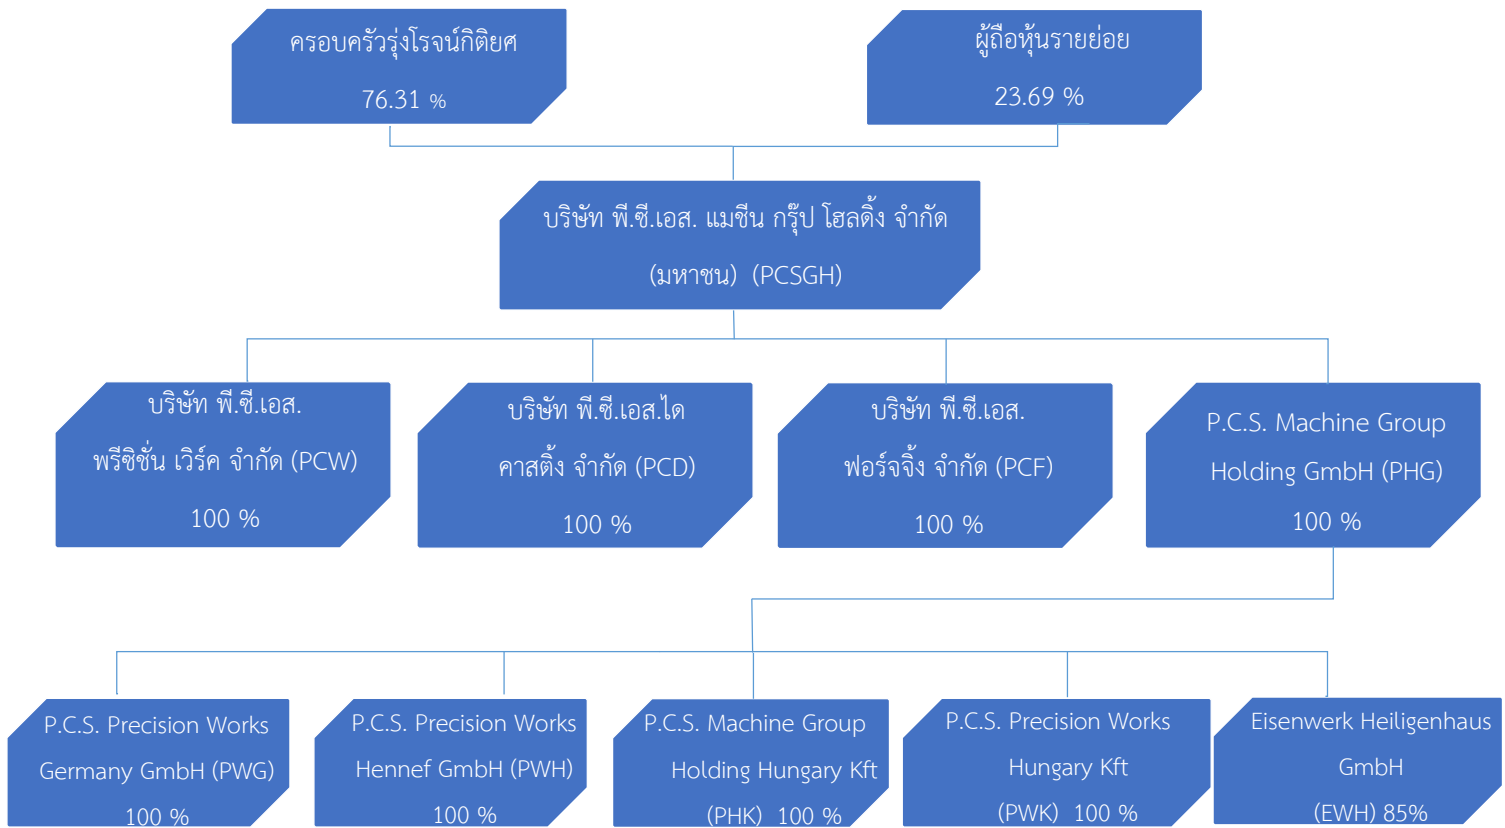 ครอบครัวรุ่งโรจน์กิติยศ
76.31 %
ผู้ถือหุ้นรายย่อย
23.69 %
บริษัท พี.ซี.เอส. แมชีน กรุ๊ป โฮลดิ้ง จำกัด
(มหาชน) (PCSGH)
บริษัท พี.ซี.เอส.
พรีซิชั่น เวิร์ค จำกัด (PCW)
100 %
บริษัท พี.ซี.เอส.ได
คาสติ้ง จำกัด (PCD)
100 %
บริษัท พี.ซี.เอส.
ฟอร์จจิ้ง จำกัด (PCF)
100 %
P.C.S. Machine Group
Holding GmbH (PHG)
100 %
P.C.S. Precision Works
Germany GmbH (PWG)
100 %
P.C.S. Precision Works
Hennef GmbH (PWH)
100 %
P.C.S. Machine Group
Holding Hungary Kft
(PHK) 100 %
P.C.S. Precision Works
Hungary Kft
(PWK) 100 %
Eisenwerk Heiligenhaus
GmbH
(EWH) 85%